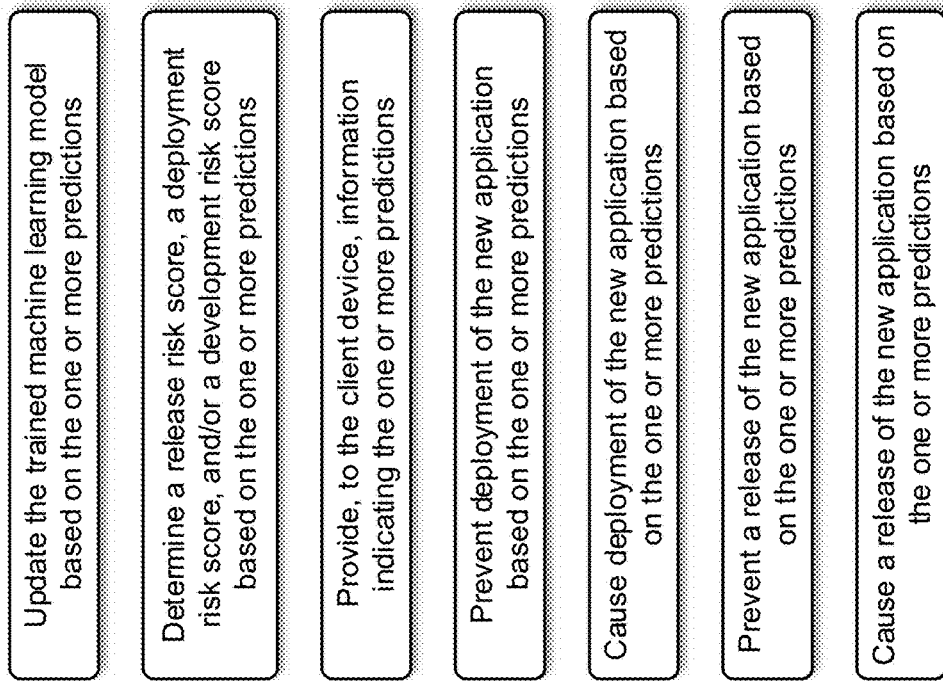 Update the trained machine learning model
based on the one or more predictions
Determine a release risk score, a deployment
risk score, and/or a development risk score
based on the one or more predictions
Provide, to the client device, information
indicating the one or more predictions
Prevent deployment of the new application
based on the one or more predictions
Cause deployment of the new application based
on the one or more predictions
Prevent a release of the new application based
on the one or more predictions
Cause a release of the new application based on
the one or more predictions